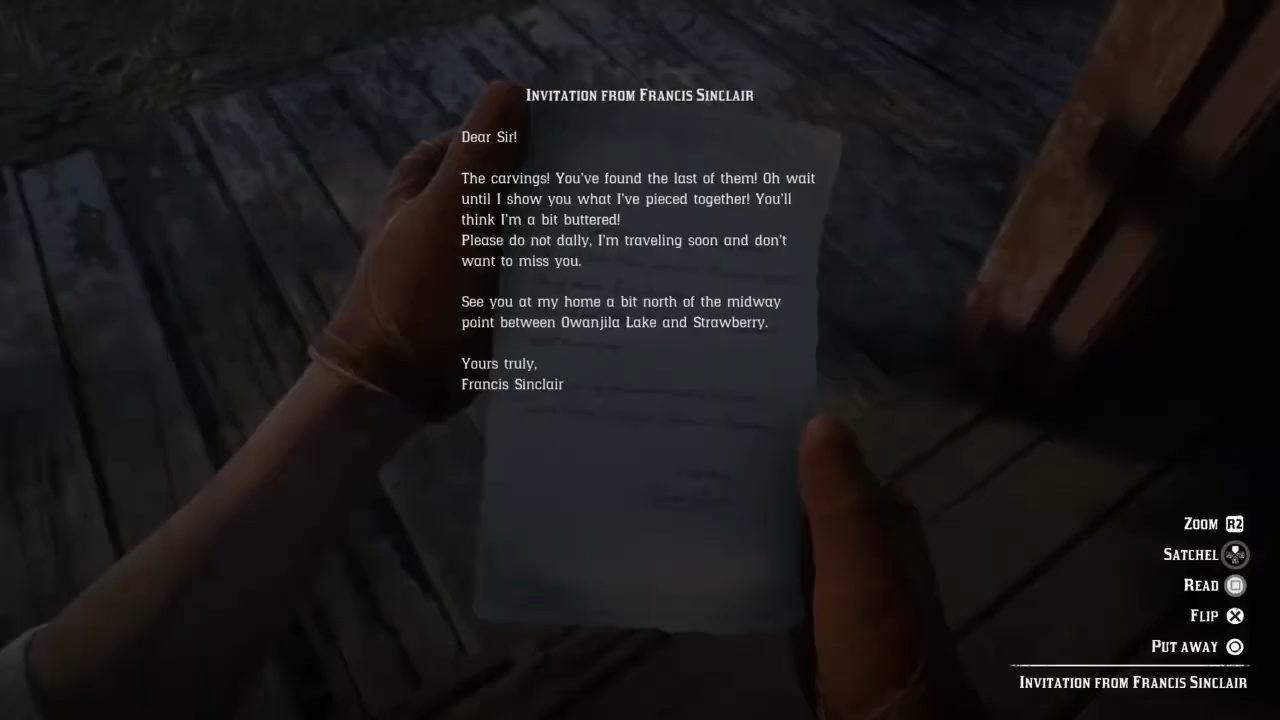 Invitation from Francis Sinclair
Dear Sir!
The carvings! You've found the last of them! Oh wait
until I show you what I've pieced together! You'll
think I'm a bit buttered!
Please do not dally, I'm traveling soon and don't
want to miss you.
See you at my home a bit north of the midway
point between Owanjila Lake and Strawberry.
Yours truly,
Francis Sinclair
Zoom R2
Satchel
Read
Flip
Put away
Invitation from Francis Sinclair